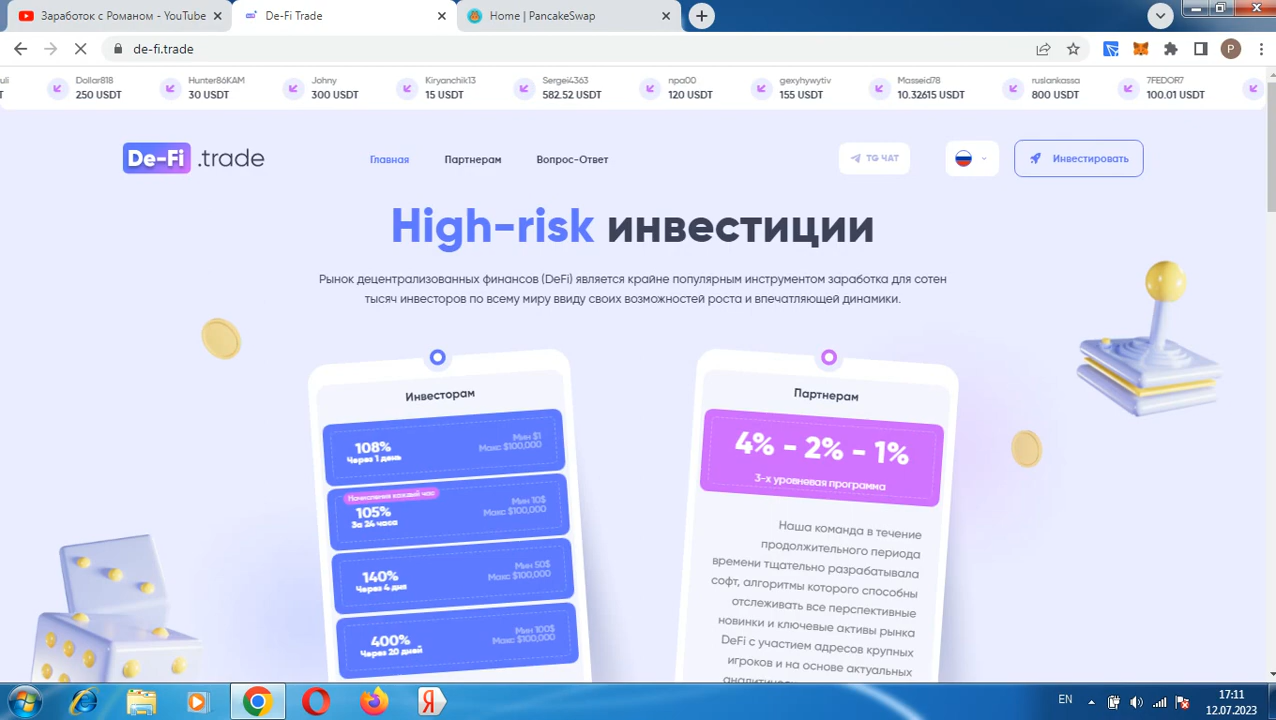 Заработок с Романом - YouTube
De-Fi Trade
Home | PancakeSwap
de-fi.trade
P
uli
Dollar818
Hunter86KAM
Johny
Kiryanchik13
Sergei4363
npa00
gexyhywytiv
Masseid78
ruslankassa
7FEDOR7
T
250 USDT
30 USDT
300 USDT
15 USDT
582.52 USDT
120 USDT
155 USDT
10.32615 USDT
800 USDT
100.01 USDT
De-Fi .trade
Главная
Партнерам
Вопрос-Ответ
TG ЧАТ
Инвестировать
High-risk инвестиции
Рынок децентрализованных финансов (DeFi) является крайне популярным инструментом заработка для сотен
тысяч инвесторов по всему миру ввиду своих возможностей роста и впечатляющей динамики.
Инвесторам
108%
Через 1 день
Мин $1
Макс $100,000
Начисления каждый час
105%
За 24 часа
Мин 10$
Макс $100,000
140%
Через 4 дня
Мин 50$
Макс $100,000
400%
Через 20 дней
Мин 100$
Макс $100,000
Партнерам
4% - 2% - 1%
3-х уровневая программа
Наша команда в течение
продолжительного периода
времени тщательно разрабатывала
софт, алгоритмы которого способны
отслеживать все перспективные
новинки и ключевые активы рынка
DeFi с участием адресов крупных
игроков и на основе актуальных
EN
17:11
12.07.2023